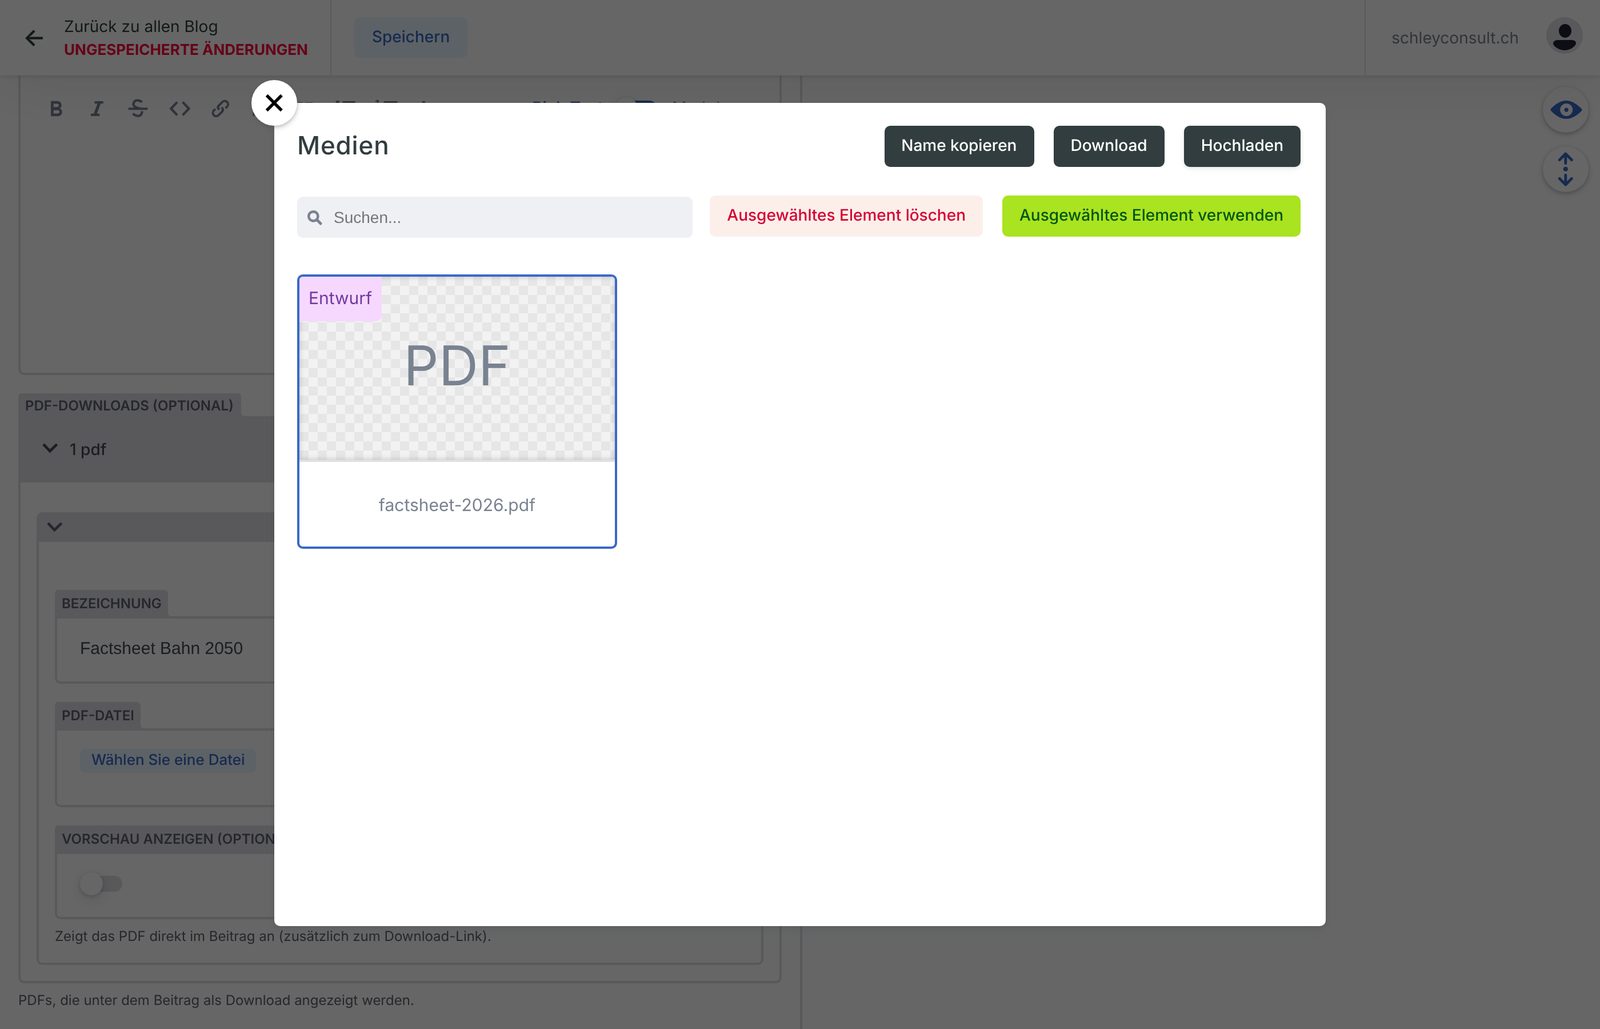 Zurück zu allen Blog
UNGESPEICHERTE ÄNDERUNGEN
Speichern
schleyconsult.ch
Medien
Name kopieren
Download
Hochladen
Suchen...
Ausgewähltes Element löschen
Ausgewähltes Element verwenden
Entwurf
PDF
factsheet-2026.pdf
PDF-DOWNLOADS (OPTIONAL)
1 pdf
BEZEICHNUNG
Factsheet Bahn 2050
PDF-DATEI
Wählen Sie eine Datei
VORSCHAU ANZEIGEN (OPTION
Zeigt das PDF direkt im Beitrag an (zusätzlich zum Download-Link).
PDFs, die unter dem Beitrag als Download angezeigt werden.